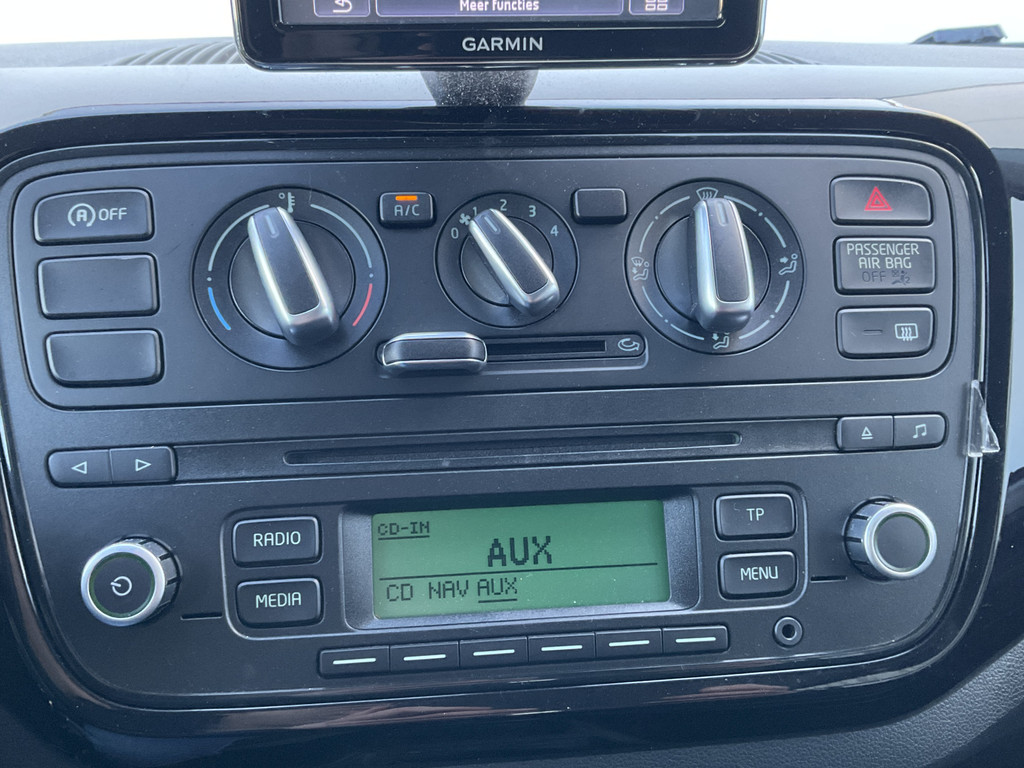 Meer functies
GARMIN
A OFF
A/C
0 1 2 3 4
PASSENGER
AIR BAG
OFF
RADIO
MEDIA
CD-IN
AUX
CD NAV AUX
TP
MENU